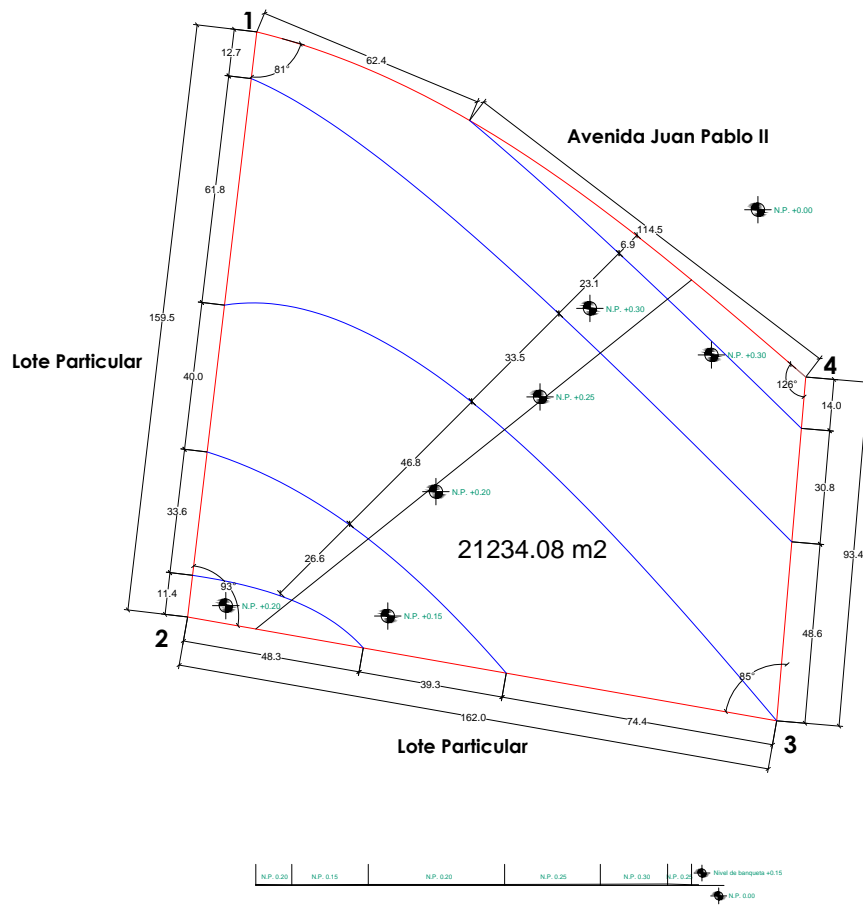 1
12.7
81°
62.4
Avenida Juan Pablo II
61.8
N.P. +0.00
114.5
6.9
23.1
N.P. +0.30
159.5
33.5
N.P. +0.30
Lote Particular
4
126°
40.0
14.0
N.P. +0.25
46.8
30.8
N.P. +0.20
33.6
21234.08 m2
93.4
26.6
93°
11.4
N.P. +0.20
N.P. +0.15
48.6
2
48.3
85°
39.3
162.0
74.4
3
Lote Particular
N.P. 0.20 N.P. 0.15 N.P. 0.20 N.P. 0.25 N.P. 0.30 N.P. 0.25 Nivel de banqueta +0.15
N.P. 0.00